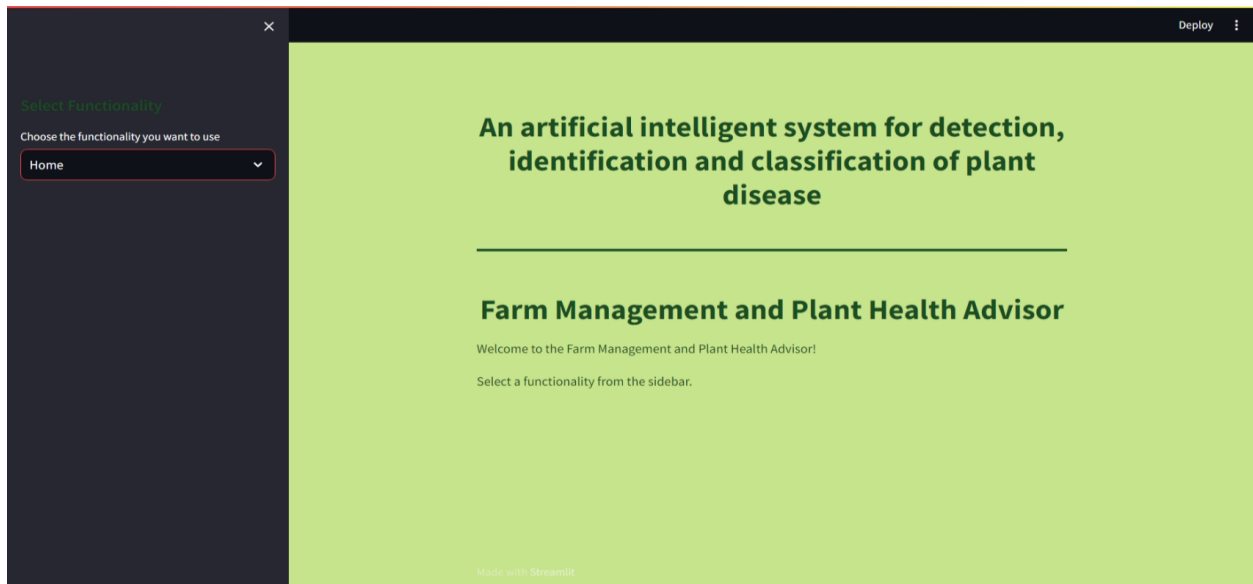 Deploy
Select Functionality
Choose the functionality you want to use
Home
An artificial intelligent system for detection,
identification and classification of plant
disease
Farm Management and Plant Health Advisor
Welcome to the Farm Management and Plant Health Advisor!
Select a functionality from the sidebar.
Made with Streamlit